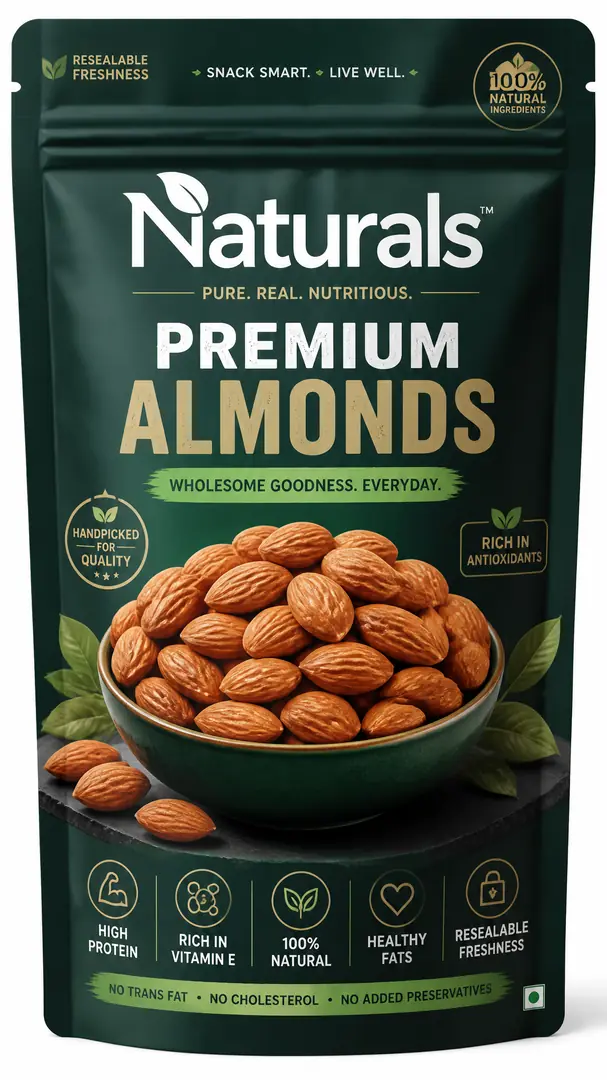 RESEALABLE
FRESHNESS
SNACK SMART. LIVE WELL.
100%
NATURAL
INGREDIENTS
Naturals™
PURE. REAL. NUTRITIOUS.
PREMIUM
ALMONDS
WHOLESOME GOODNESS. EVERYDAY.
HANDPICKED
FOR
QUALITY
RICH IN
ANTIOXIDANTS
HIGH
PROTEIN
RICH IN
VITAMIN E
100%
NATURAL
HEALTHY
FATS
RESEALABLE
FRESHNESS
NO TRANS FAT • NO CHOLESTEROL • NO ADDED PRESERVATIVES